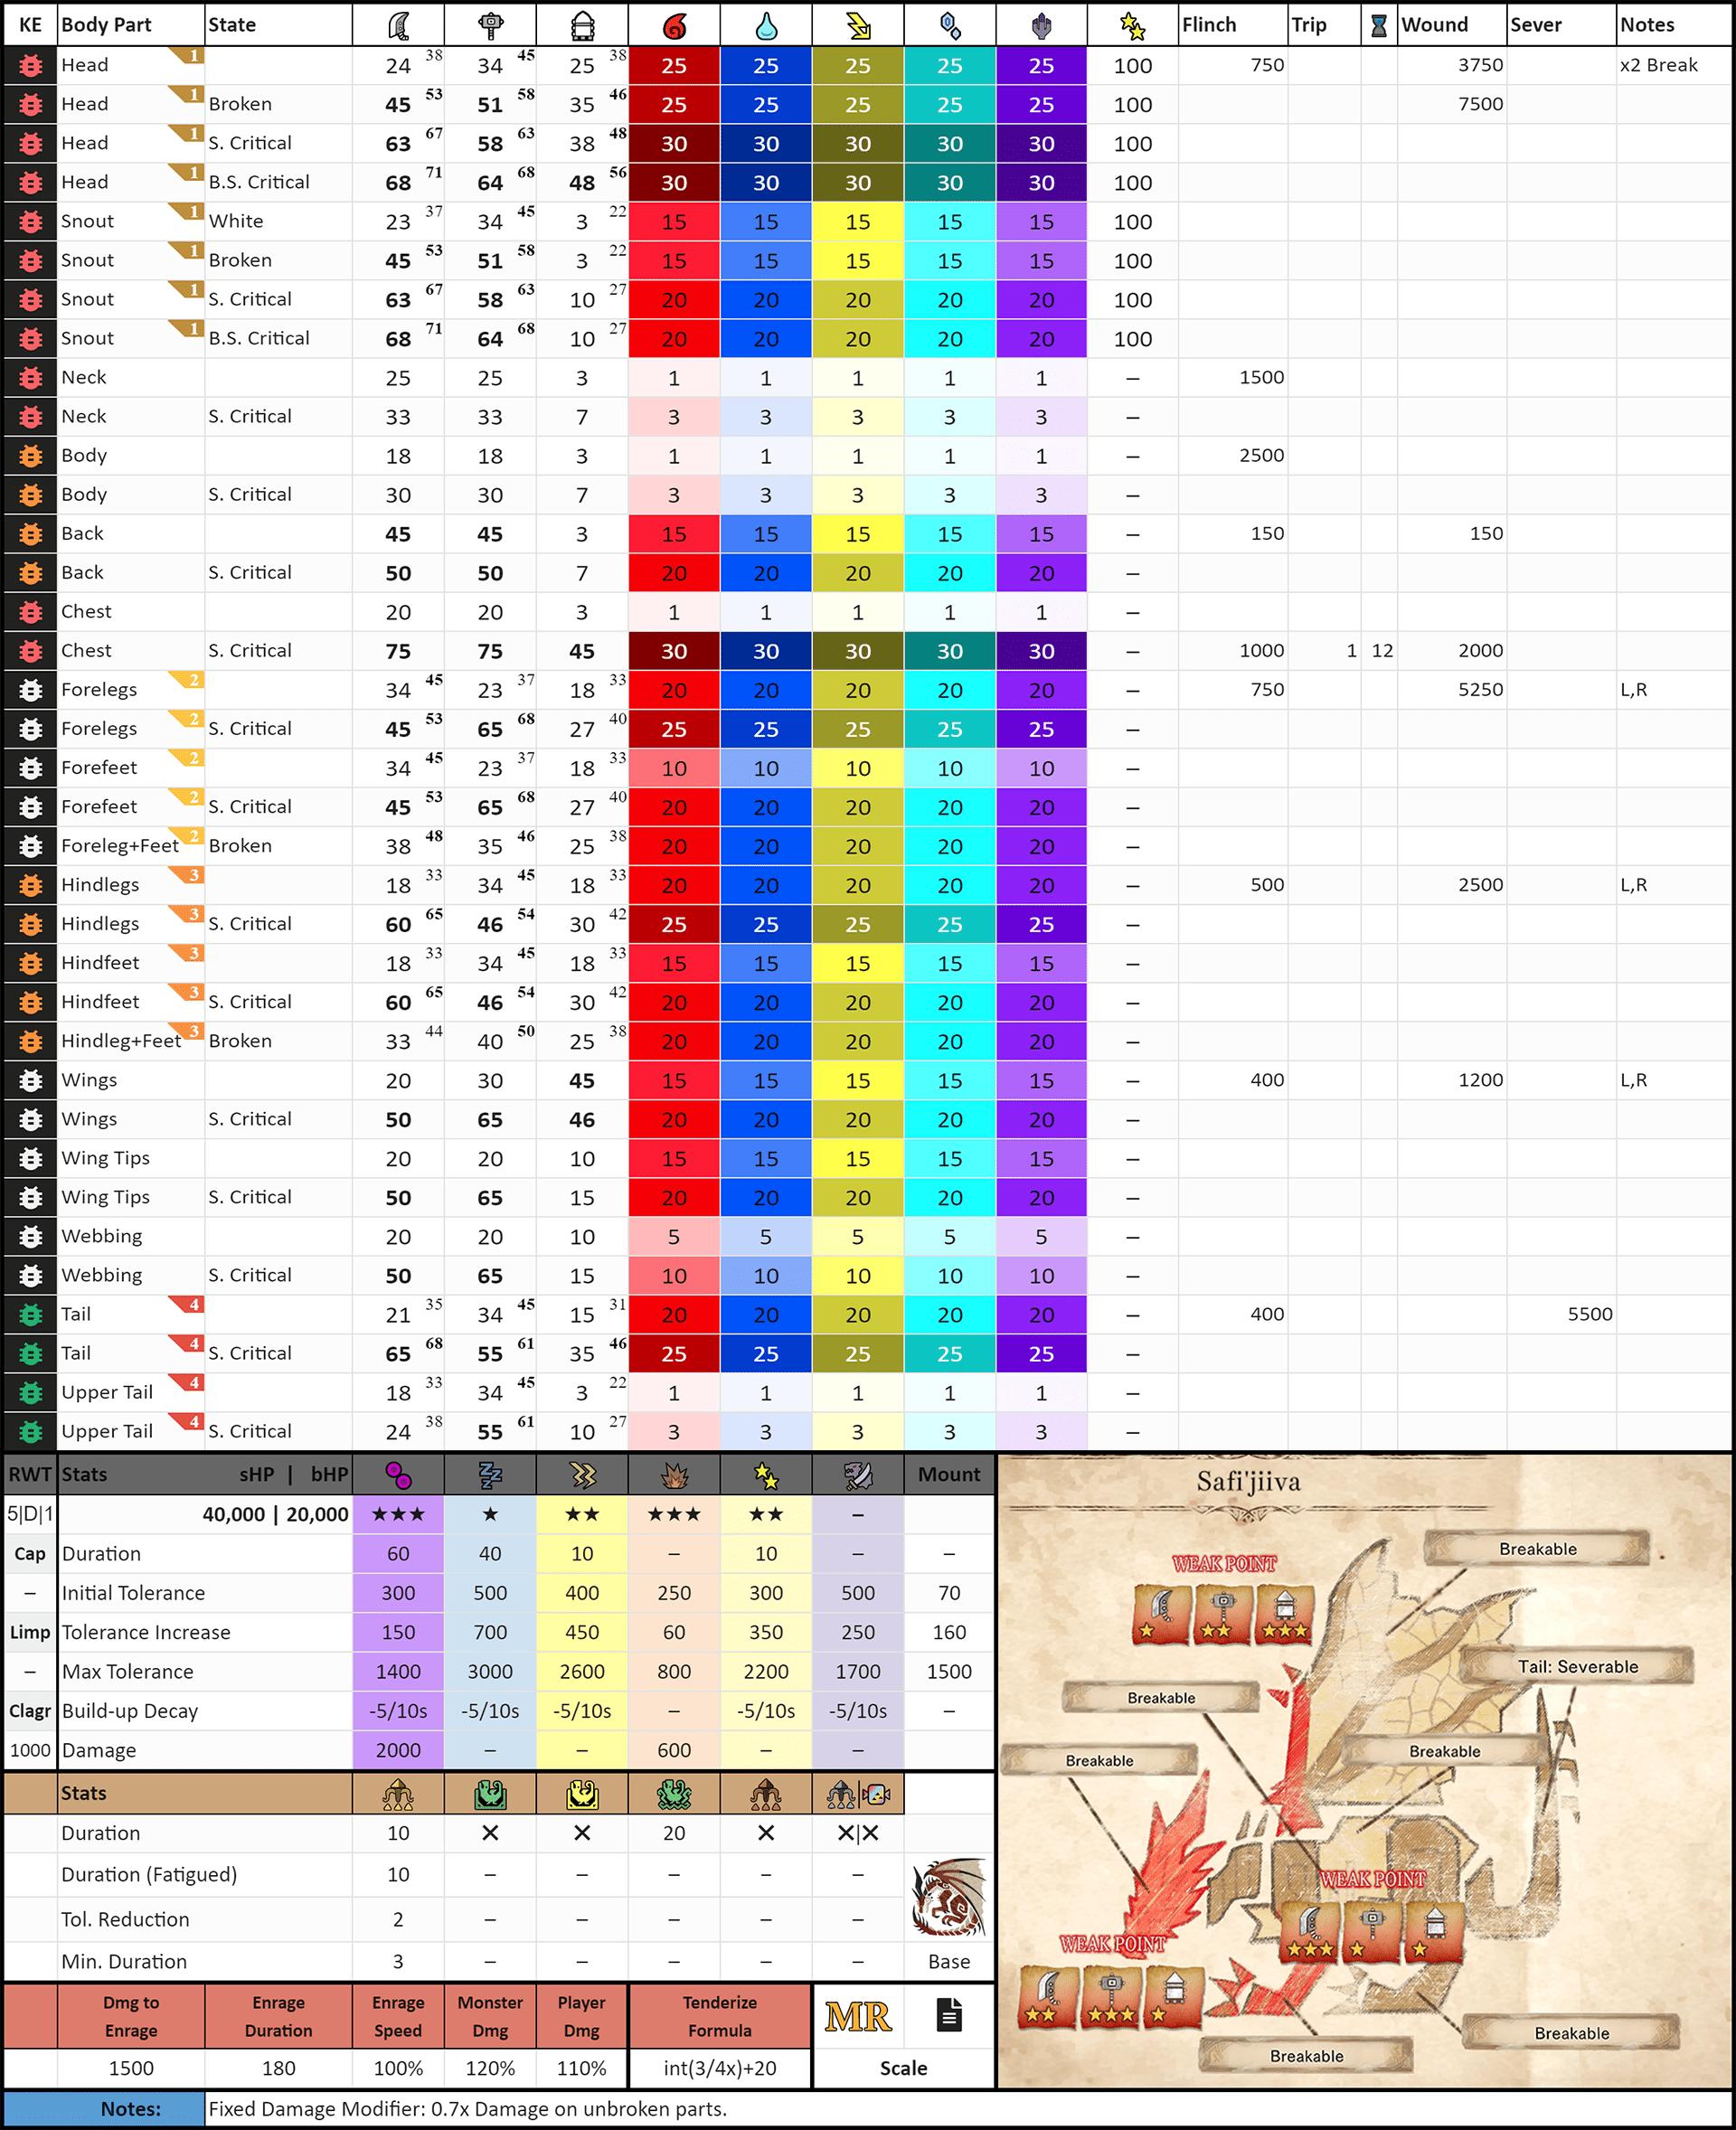 KE Body Part State Flinch Trip Wound Sever Notes
Head 1 24 38 34 45 25 38 25 25 25 25 25 100 750 3750 x2 Break
Head 1 Broken 45 53 51 58 35 46 25 25 25 25 25 100 7500
Head 1 S. Critical 63 67 58 63 38 48 30 30 30 30 30 100
Head 1 B.S. Critical 68 71 64 68 48 56 30 30 30 30 30 100
Snout 1 White 23 37 34 45 3 22 15 15 15 15 15 100
Snout 1 Broken 45 53 51 58 3 22 15 15 15 15 15 100
Snout 1 S. Critical 63 67 58 63 10 27 20 20 20 20 20 100
Snout 1 B.S. Critical 68 71 64 68 10 27 20 20 20 20 20 100
Neck 25 25 3 1 1 1 1 1 – 1500
Neck S. Critical 33 33 7 3 3 3 3 3 –
Body 18 18 3 1 1 1 1 1 – 2500
Body S. Critical 30 30 7 3 3 3 3 3 –
Back 45 45 3 15 15 15 15 15 – 150 150
Back S. Critical 50 50 7 20 20 20 20 20 –
Chest 20 20 3 1 1 1 1 1 –
Chest S. Critical 75 75 45 30 30 30 30 30 – 1000 1 12 2000
Forelegs 2 34 45 23 37 18 33 20 20 20 20 20 – 750 5250 L,R
Forelegs 2 S. Critical 45 53 65 68 27 40 25 25 25 25 25 –
Forefeet 2 34 45 23 37 18 33 10 10 10 10 10 –
Forefeet 2 S. Critical 45 53 65 68 27 40 20 20 20 20 20 –
Foreleg+Feet 2 Broken 38 48 35 46 25 38 20 20 20 20 20 –
Hindlegs 3 18 33 34 45 18 33 20 20 20 20 20 – 500 2500 L,R
Hindlegs 3 S. Critical 60 65 46 54 30 42 25 25 25 25 25 –
Hindfeet 3 18 33 34 45 18 33 15 15 15 15 15 –
Hindfeet 3 S. Critical 60 65 46 54 30 42 20 20 20 20 20 –
Hindleg+Feet 3 Broken 33 44 40 50 25 38 20 20 20 20 20 –
Wings 20 30 45 15 15 15 15 15 – 400 1200 L,R
Wings S. Critical 50 65 46 20 20 20 20 20 –
Wing Tips 20 20 10 15 15 15 15 15 –
Wing Tips S. Critical 50 65 15 20 20 20 20 20 –
Webbing 20 20 10 5 5 5 5 5 –
Webbing S. Critical 50 65 15 10 10 10 10 10 –
Tail 4 21 35 34 45 15 31 20 20 20 20 20 – 400 5500
Tail 4 S. Critical 65 68 55 61 35 46 25 25 25 25 25 –
Upper Tail 4 18 33 34 45 3 22 1 1 1 1 1 –
Upper Tail 4 S. Critical 24 38 55 61 10 27 3 3 3 3 3 –
RWT Stats sHP | bHP Mount
5|D|1 40,000 | 20,000 ★★★ ★ ★★ ★★★ ★★ –
Cap Duration 60 40 10 – 10 – –
– Initial Tolerance 300 500 400 250 300 500 70
Limp Tolerance Increase 150 700 450 60 350 250 160
– Max Tolerance 1400 3000 2600 800 2200 1700 1500
Clagr Build-up Decay -5/10s -5/10s -5/10s – -5/10s -5/10s –
1000 Damage 2000 – – 600 – –
Stats
Duration 10 ✕ ✕ 20 ✕ ✕|✕
Duration (Fatigued) 10 – – – – –
Tol. Reduction 2 – – – – –
Min. Duration 3 – – – – – Base
Dmg to Enrage Enrage Duration Enrage Speed Monster Dmg Player Dmg Tenderize Formula MR
1500 180 100% 120% 110% int(3/4x)+20 Scale
Notes: Fixed Damage Modifier: 0.7x Damage on unbroken parts.
Safi'jiiva
Breakable
WEAK POINT
Tail: Severable
Breakable
Breakable
Breakable
WEAK POINT
WEAK POINT
Breakable
Breakable